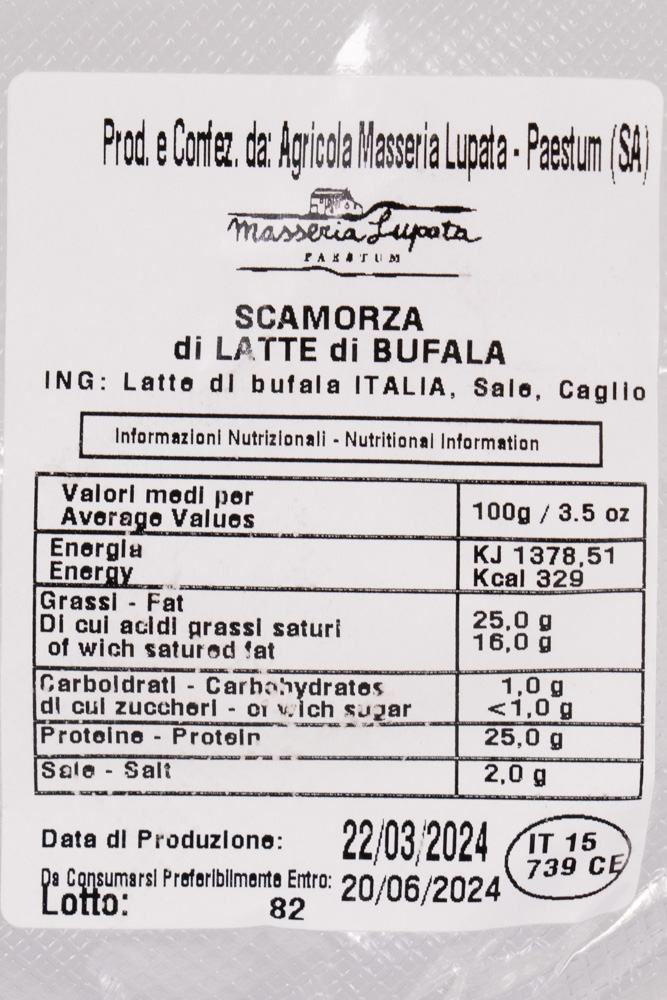 Prod. e Confez. da: Agricola Masseria Lupata - Paestum (SA)
Masseria Lupata
PAESTUM
SCAMORZA
di LATTE di BUFALA
ING: Latte di bufala ITALIA, Sale, Caglio
Informazioni Nutrizionali - Nutritional Information
Valori medi per
Average Values
100g / 3.5 oz
Energia
Energy
KJ 1378,51
Kcal 329
Grassi - Fat
Di cui acidi grassi saturi
of wich satured fat
25,0 g
16,0 g
Carboidrati - Carbohydrates
di cui zuccheri - of wich sugar
1,0 g
<1,0 g
Proteine - Protein
25,0 g
Sale - Salt
2,0 g
Data di Produzione: 22/03/2024
Da Consumarsi Preferibilmente Entro: 20/06/2024
Lotto: 82
IT 15
739 CE